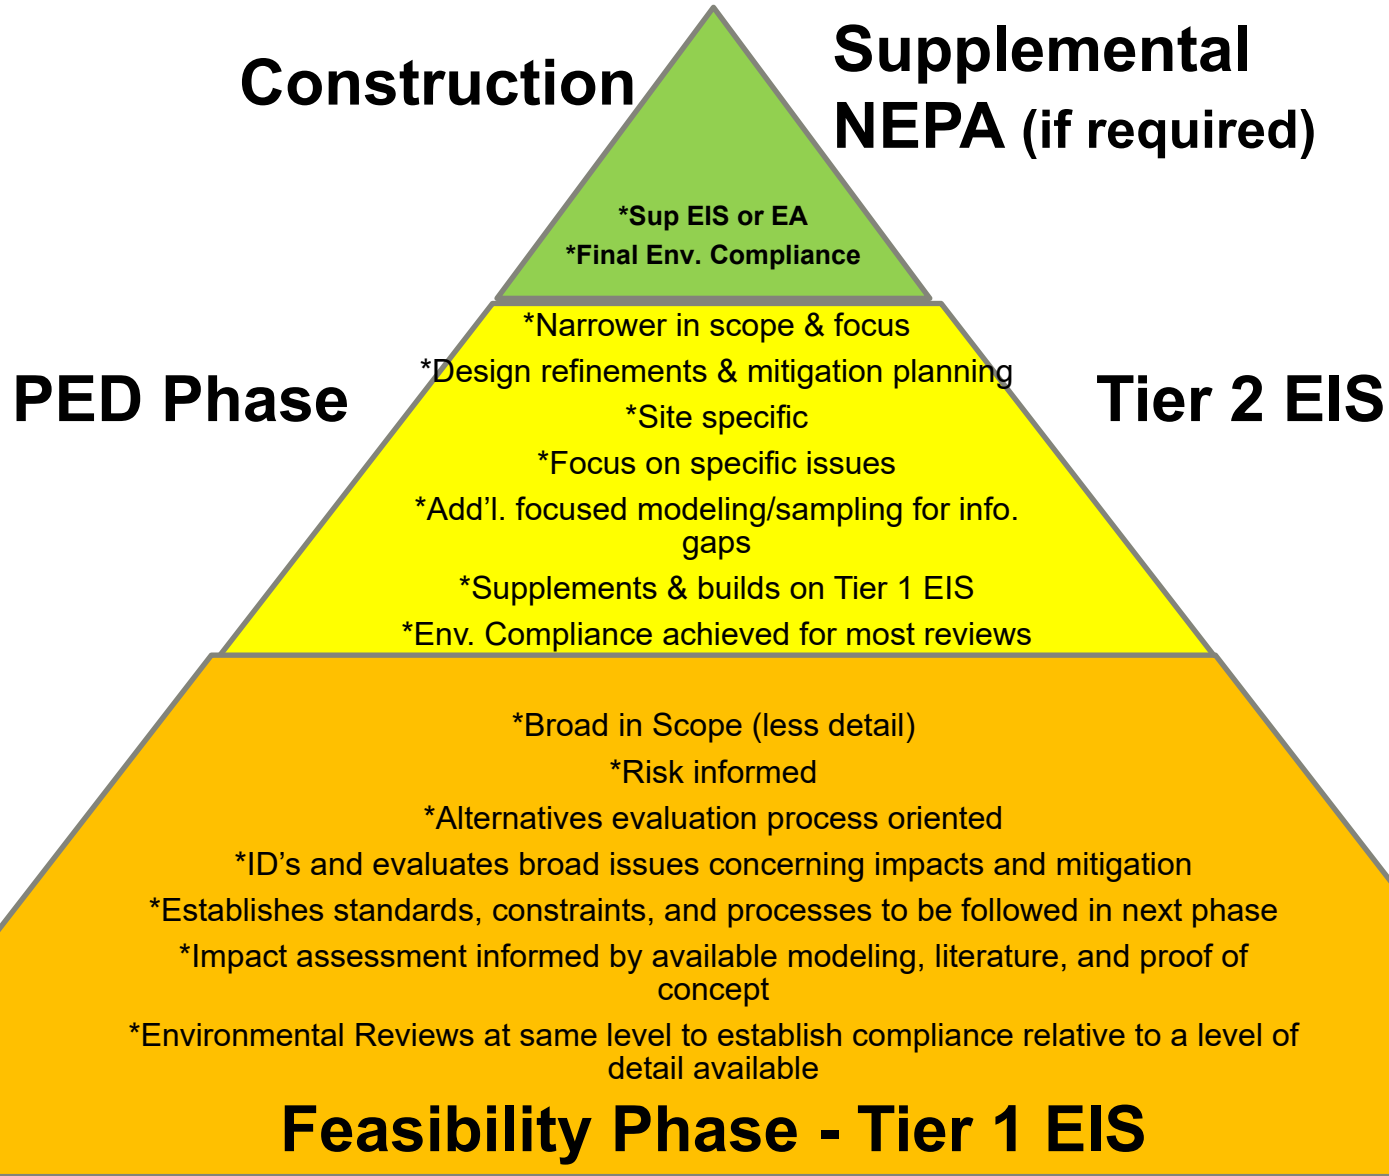 Construction
Supplemental
NEPA (if required)
*Sup EIS or EA
*Final Env. Compliance
*Narrower in scope & focus
*Design refinements & mitigation planning
PED Phase
Tier 2 EIS
*Site specific
*Focus on specific issues
*Add’l. focused modeling/sampling for info.
gaps
*Supplements & builds on Tier 1 EIS
*Env. Compliance achieved for most reviews
*Broad in Scope (less detail)
*Risk informed
*Alternatives evaluation process oriented
*ID’s and evaluates broad issues concerning impacts and mitigation
*Establishes standards, constraints, and processes to be followed in next phase
*Impact assessment informed by available modeling, literature, and proof of
concept
*Environmental Reviews at same level to establish compliance relative to a level of
detail available
Feasibility Phase - Tier 1 EIS